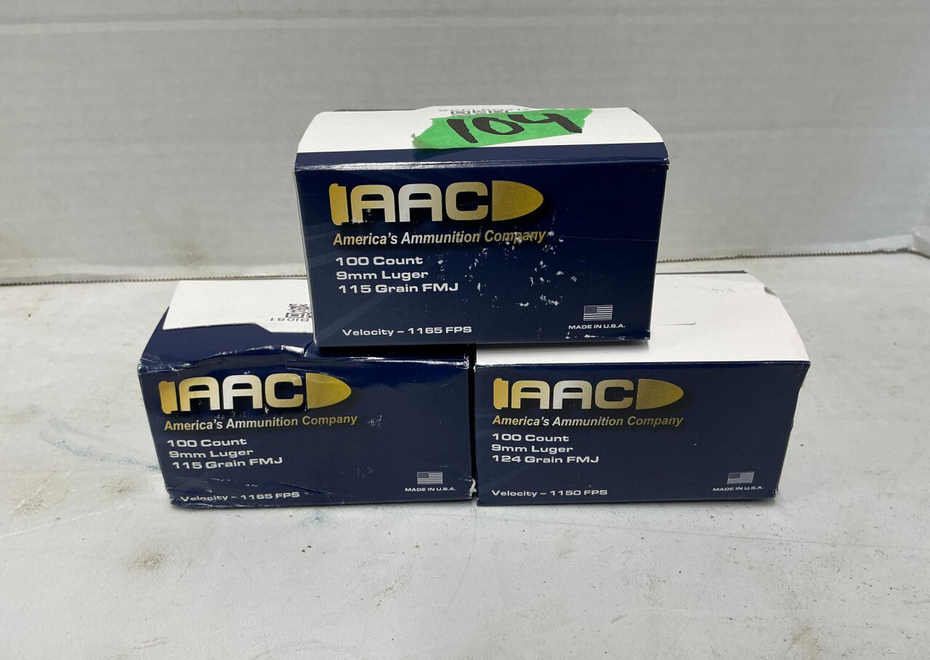 104
AAC
America's Ammunition Company
100 Count
9mm Luger
115 Grain FMJ
Velocity – 1165 FPS
MADE IN U.S.A.
AAC
America's Ammunition Company
100 Count
9mm Luger
115 Grain FMJ
Velocity – 1165 FPS
MADE IN U.S.A.
AAC
America's Ammunition Company
100 Count
9mm Luger
124 Grain FMJ
Velocity – 1150 FPS
MADE IN U.S.A.